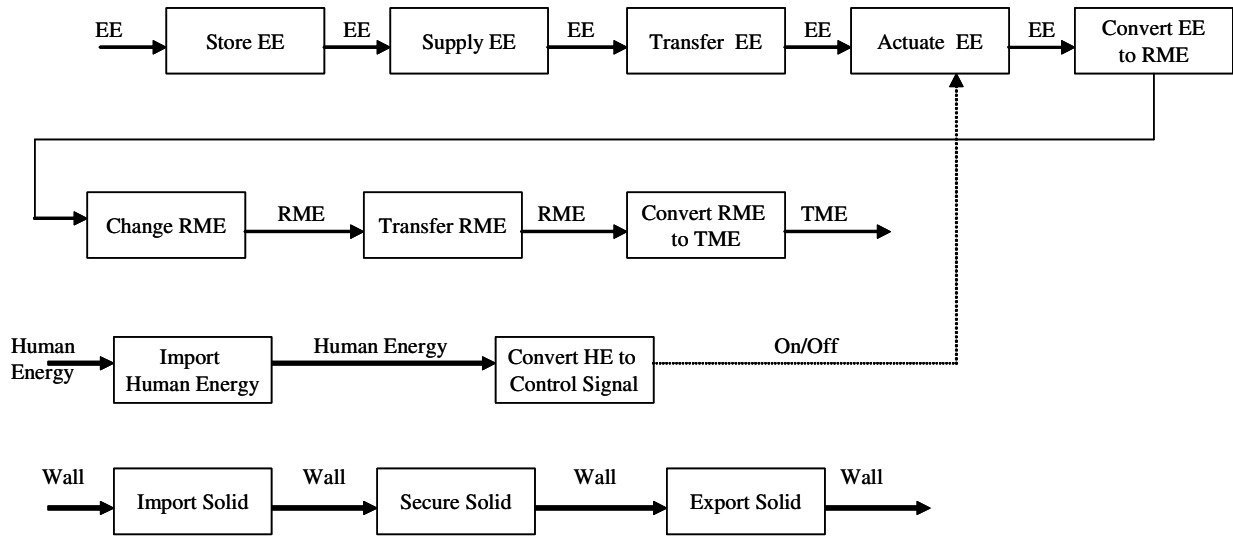 EE
Store EE
EE
Supply EE
EE
Transfer EE
EE
Actuate EE
EE
Convert EE
to RME
Change RME
RME
Transfer RME
RME
Convert RME
to TME
TME
Human
Energy
Import
Human Energy
Human Energy
Convert HE to
Control Signal
On/Off
Wall
Import Solid
Wall
Secure Solid
Wall
Export Solid
Wall